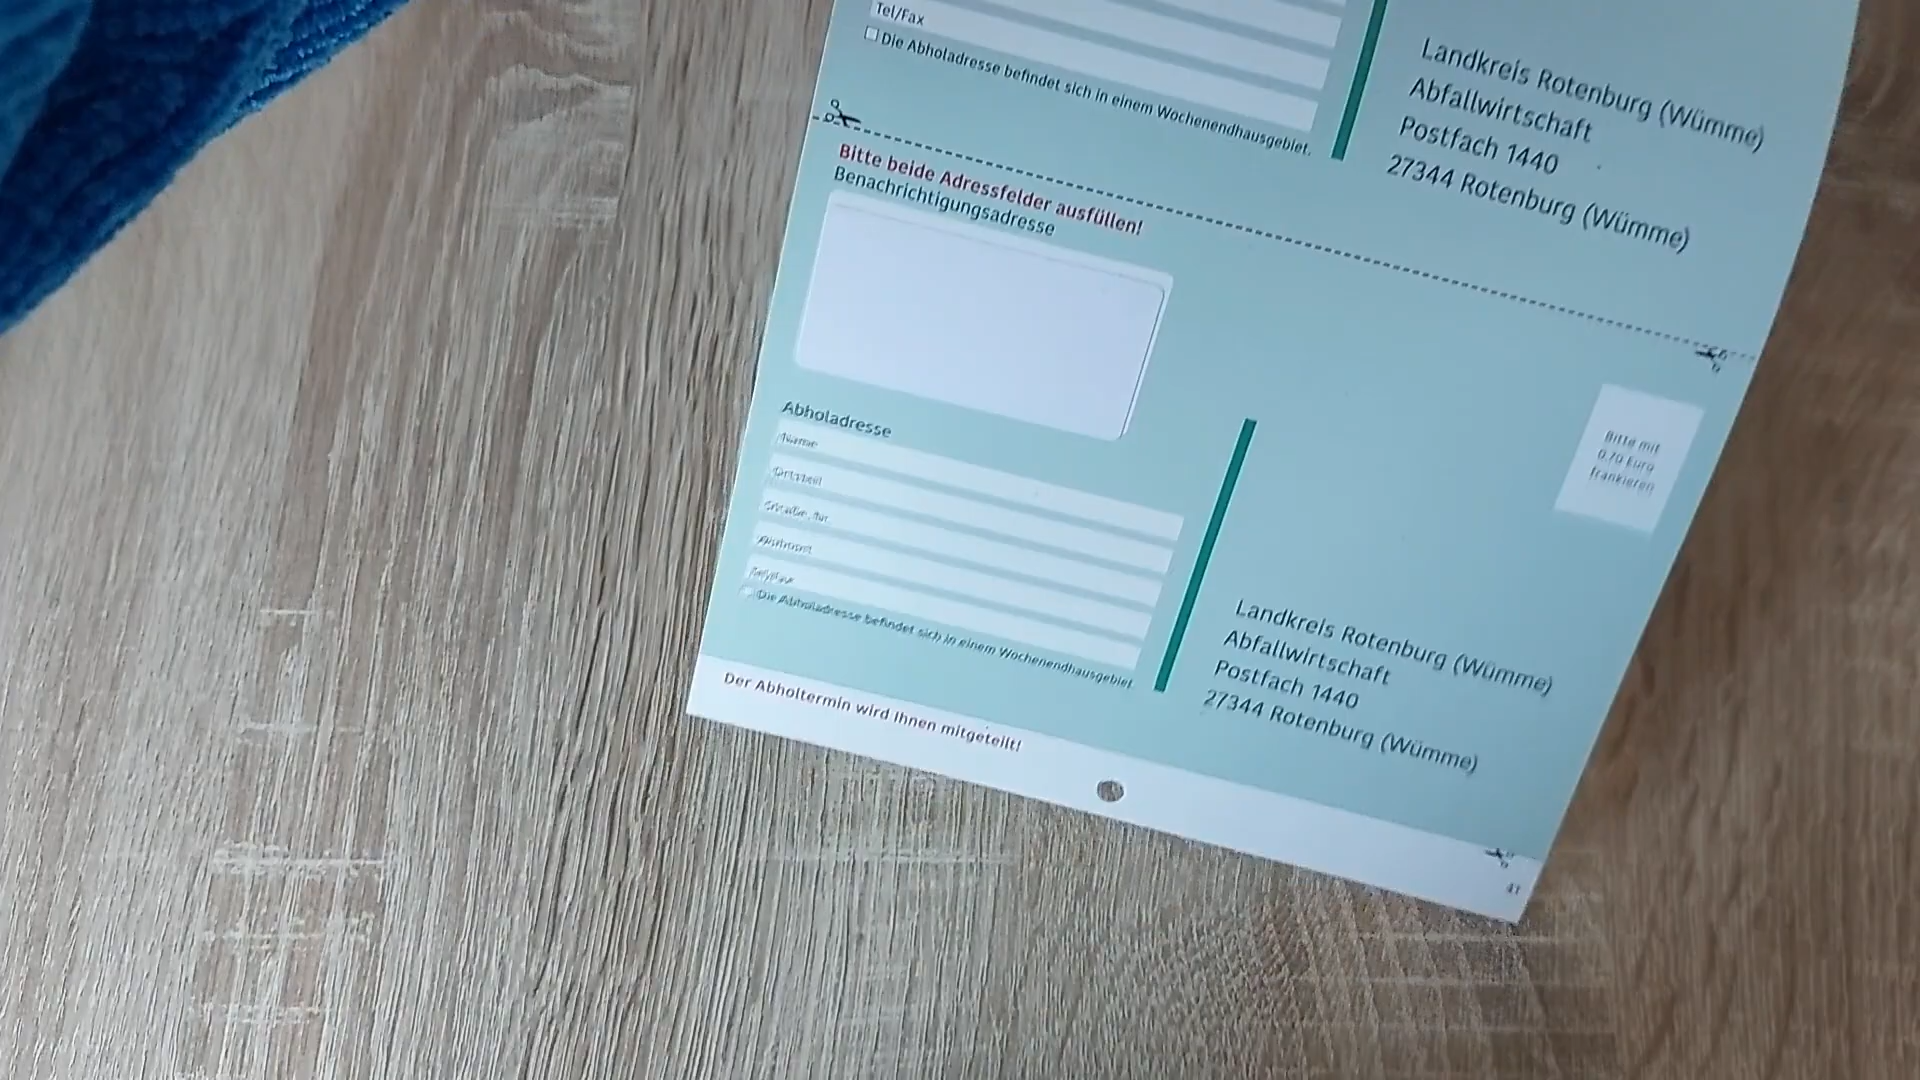 Tel/Fax
Die Abholadresse befindet sich in einem Wochenendhausgebiet.
Landkreis Rotenburg (Wümme)
Abfallwirtschaft
Postfach 1440
27344 Rotenburg (Wümme)
Bitte beide Adressfelder ausfüllen!
Benachrichtigungsadresse
Bitte mit
0,70 Euro
frankieren
Abholadresse
Name
Ortsteil
Straße, Nr.
Tel/Fax
Die Abholadresse befindet sich in einem Wochenendhausgebiet
Landkreis Rotenburg (Wümme)
Abfallwirtschaft
Postfach 1440
27344 Rotenburg (Wümme)
Der Abholtermin wird Ihnen mitgeteilt!